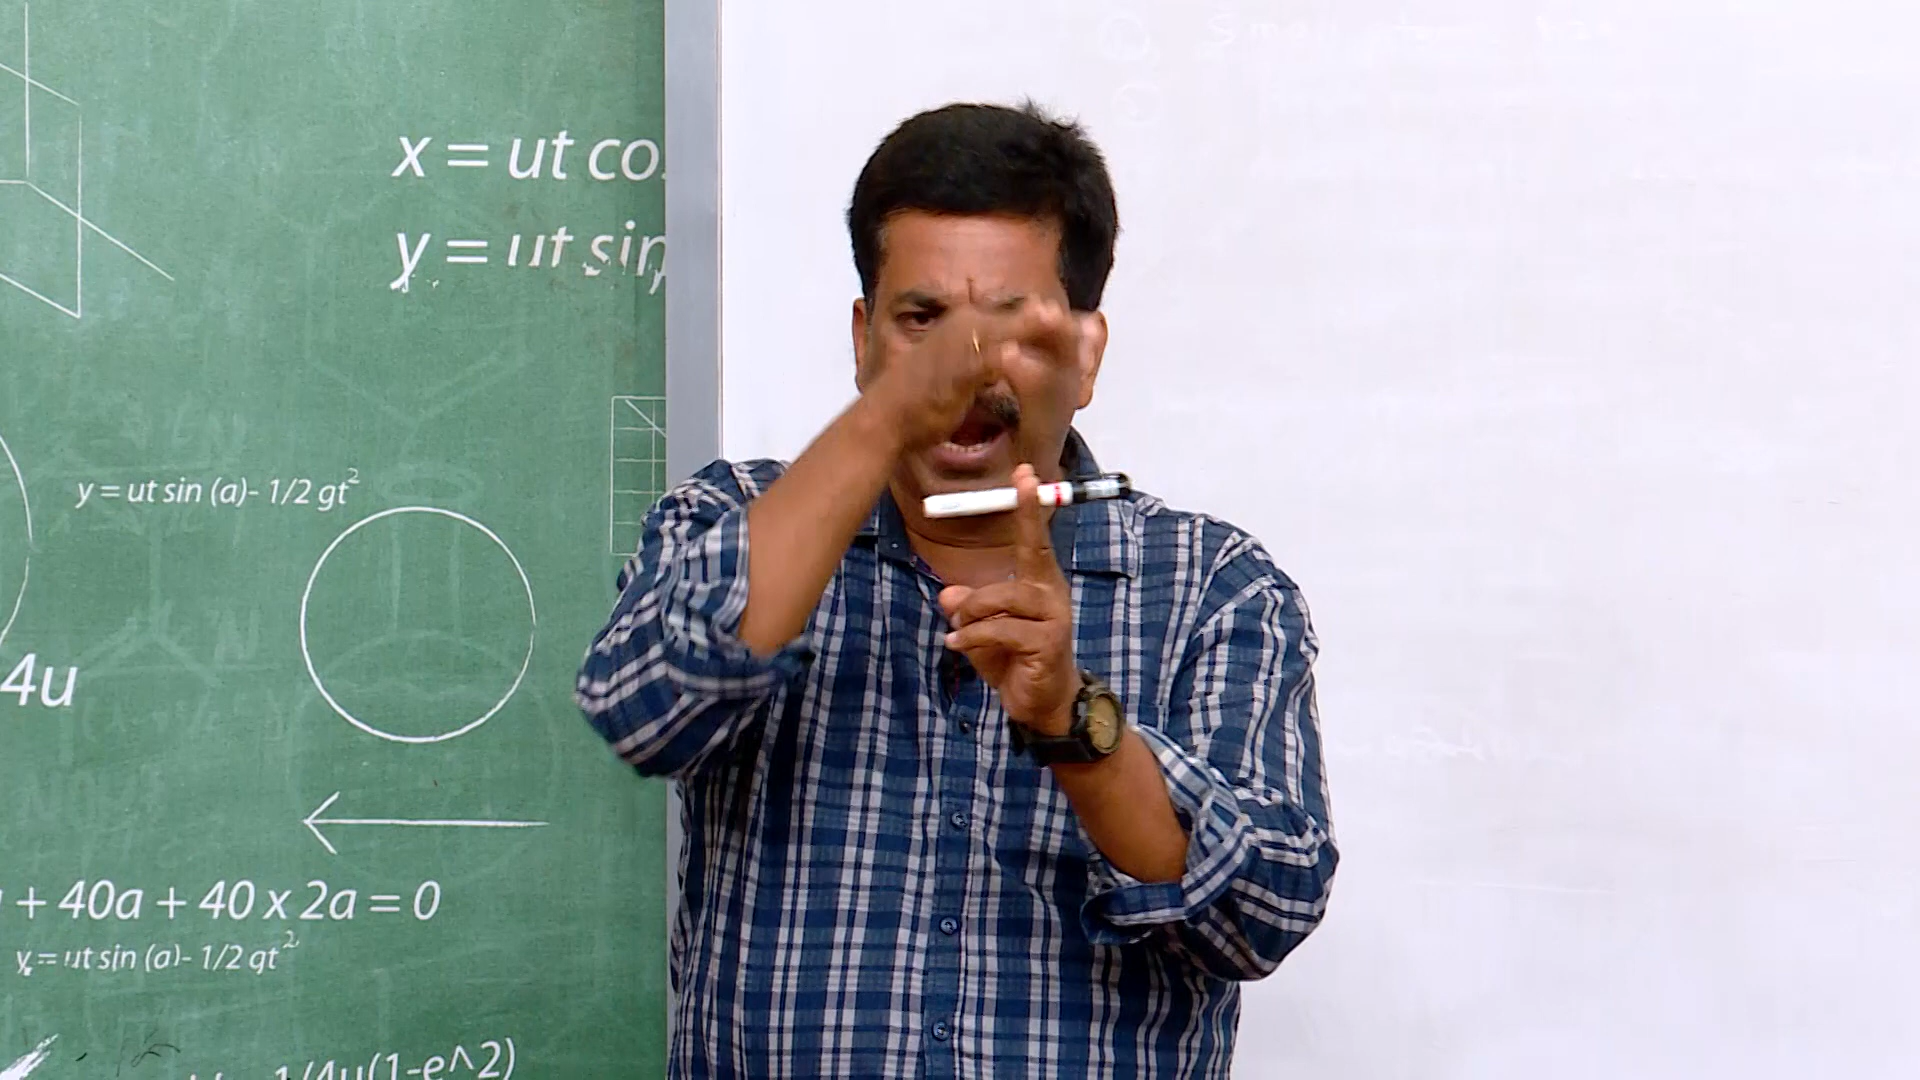 x = ut co
y = ut sin
y = ut sin (a)- 1/2 gt²
4u
+ 40a + 40 x 2a = 0
y = ut sin (a)- 1/2 gt²
1/4u(1-e^2)